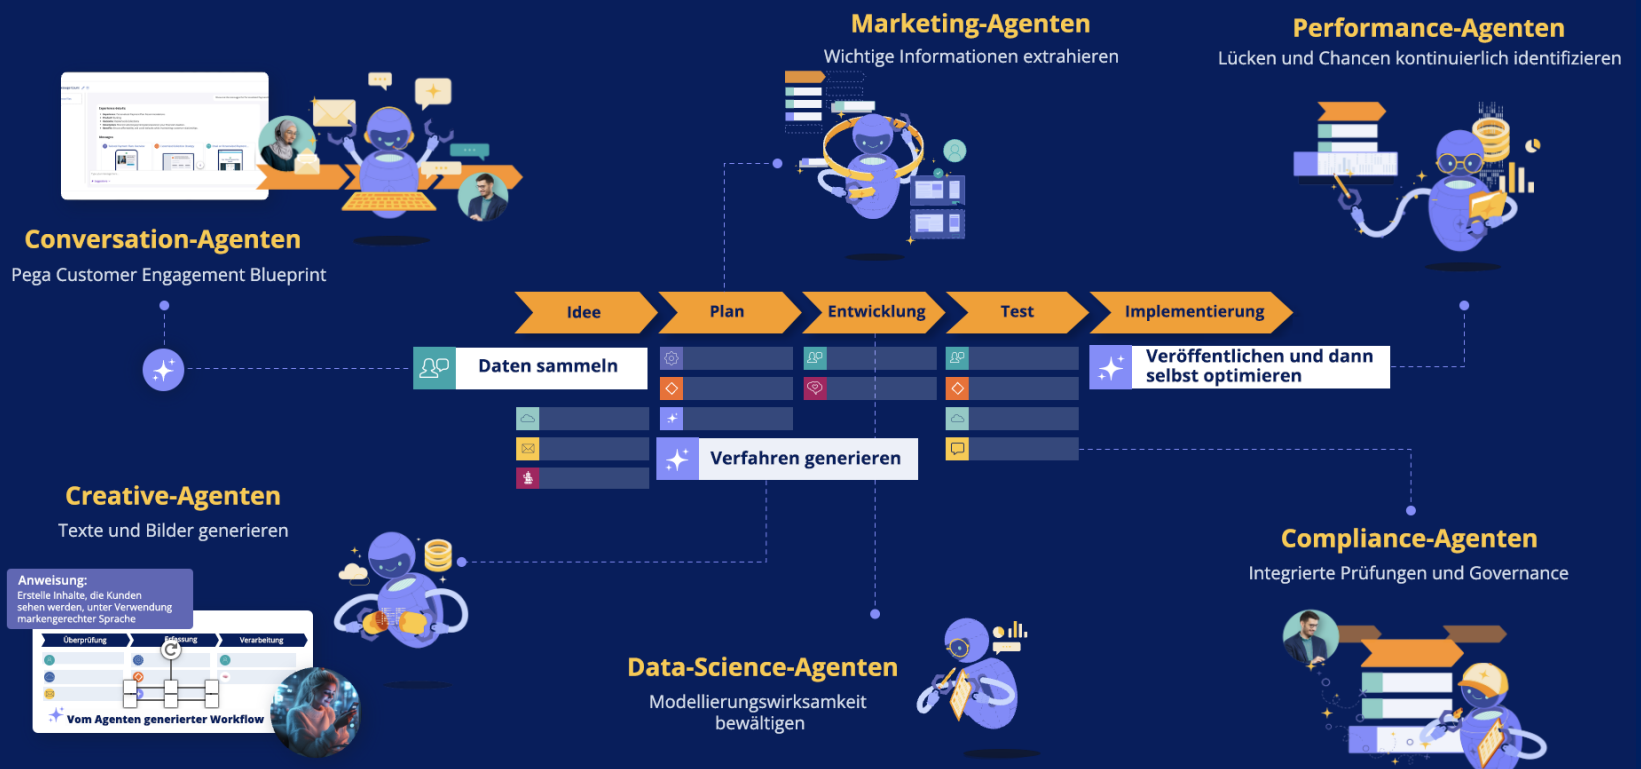 Marketing-Agenten
Wichtige Informationen extrahieren
Performance-Agenten
Lücken und Chancen kontinuierlich identifizieren
Conversation-Agenten
Pega Customer Engagement Blueprint
Idee
Plan
Entwicklung
Test
Implementierung
Daten sammeln
Veröffentlichen und dann
selbst optimieren
Verfahren generieren
Creative-Agenten
Texte und Bilder generieren
Anweisung:
Erstelle Inhalte, die Kunden
sehen werden, unter Verwendung
markengerechter Sprache
Überprüfung
Erfassung
Verarbeitung
Vom Agenten generierter Workflow
Data-Science-Agenten
Modellierungswirksamkeit
bewältigen
Compliance-Agenten
Integrierte Prüfungen und Governance